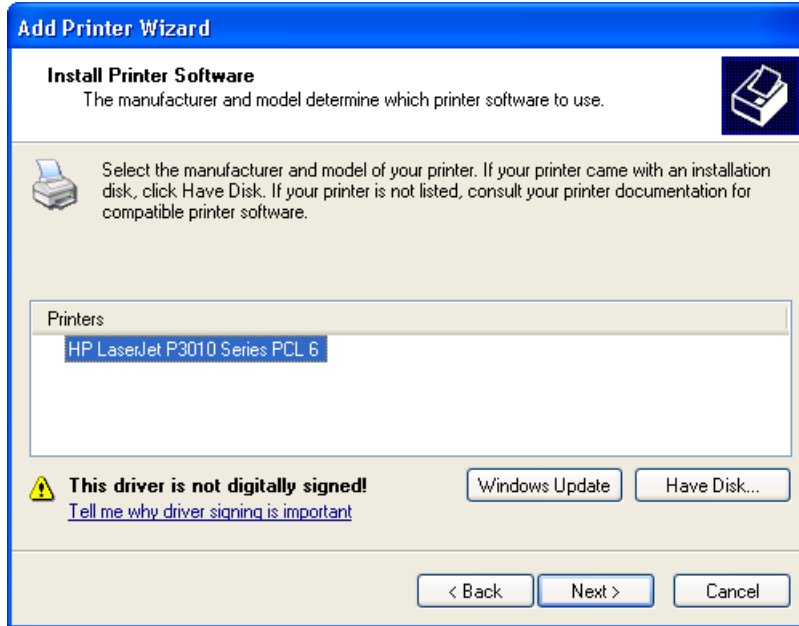 Add Printer Wizard
Install Printer Software
The manufacturer and model determine which printer software to use.
Select the manufacturer and model of your printer. If your printer came with an installation
disk, click Have Disk. If your printer is not listed, consult your printer documentation for
compatible printer software.
Printers
HP LaserJet P3010 Series PCL 6
This driver is not digitally signed!
Tell me why driver signing is important
Windows Update
Have Disk...
< Back
Next >
Cancel